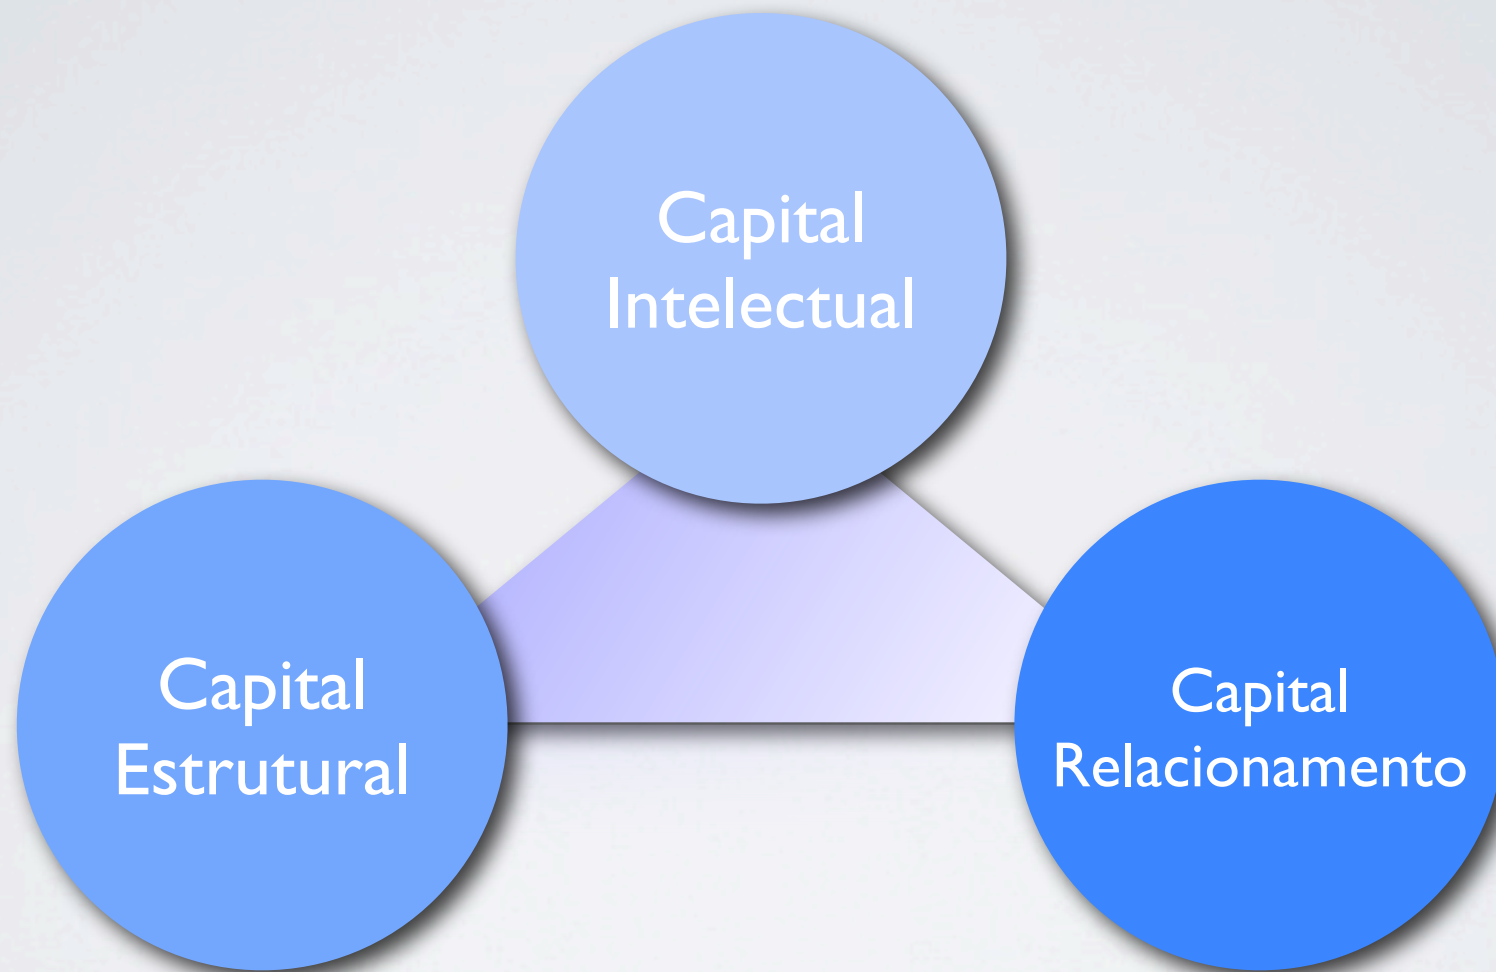 Capital
Intelectual
Capital
Estrutural
Capital
Relacionamento